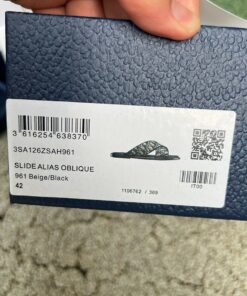 3 616254 638370
3SA126ZSAH961
SLIDE ALIAS OBLIQUE
961 Beige/Black
42
1106762 / 369
IT00